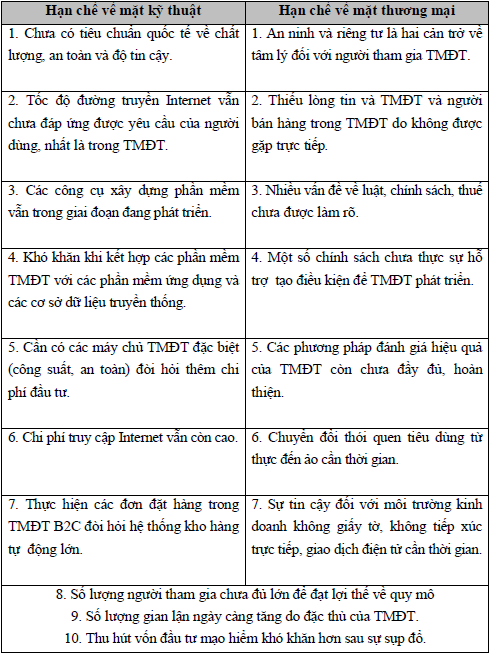 Hạn chế về mặt kỹ thuật
Hạn chế về mặt thương mại
1. Chưa có tiêu chuẩn quốc tế về chất
lượng, an toàn và độ tin cậy.
1. An ninh và riêng tư là hai cản trở về
tâm lý đối với người tham gia TMĐT.
2. Tốc độ đường truyền Internet vẫn
chưa đáp ứng được yêu cầu của người
dùng, nhất là trong TMĐT.
2. Thiếu lòng tin và TMĐT và người
bán hàng trong TMĐT do không được
gặp trực tiếp.
3. Các công cụ xây dựng phần mềm
vẫn trong giai đoạn đang phát triển.
3. Nhiều vấn đề về luật, chính sách, thuế
chưa được làm rõ.
4. Khó khăn khi kết hợp các phần mềm
TMĐT với các phần mềm ứng dụng và
các cơ sở dữ liệu truyền thống.
4. Một số chính sách chưa thực sự hỗ
trợ tạo điều kiện để TMĐT phát triển.
5. Cần có các máy chủ TMĐT đặc biệt
(công suất, an toàn) đòi hỏi thêm chi
phí đầu tư.
5. Các phương pháp đánh giá hiệu quả
của TMĐT còn chưa đầy đủ, hoàn
thiện.
6. Chi phí truy cập Internet vẫn còn cao.
6. Chuyển đổi thói quen tiêu dùng từ
thực đến ảo cần thời gian.
7. Thực hiện các đơn đặt hàng trong
TMĐT B2C đòi hỏi hệ thống kho hàng
tự động lớn.
7. Sự tin cậy đối với môi trường kinh
doanh không giấy tờ, không tiếp xúc
trực tiếp, giao dịch điện tử cần thời gian.
8. Số lượng người tham gia chưa đủ lớn để đạt lợi thế về quy mô
9. Số lượng gian lận ngày càng tăng do đặc thù của TMĐT.
10. Thu hút vốn đầu tư mạo hiểm khó khăn hơn sau sự sụp đổ.